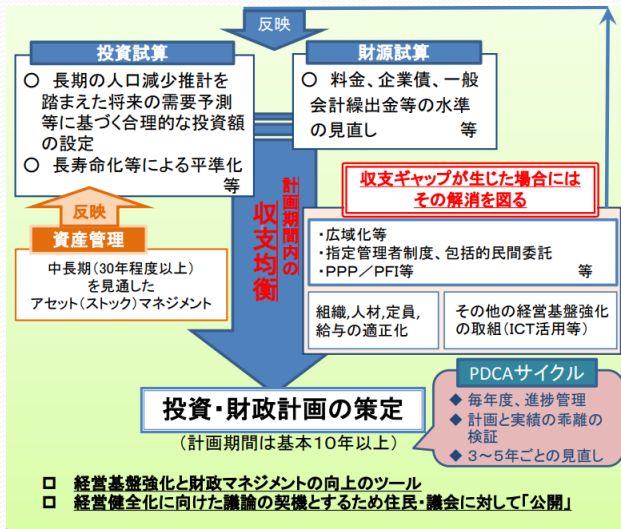 反映
投資試算
○ 長期の人口減少推計を
踏まえた将来の需要予測
等に基づく合理的な投資額
の設定
○ 長寿命化等による平準化
等
財源試算
○ 料金、企業債、一般
会計繰出金等の水準
の見直し 等
反映
資産管理
中長期(30年程度以上)
を見通した
アセット(ストック)マネジメント
計画期間内の
収支均衡
収支ギャップが生じた場合には
その解消を図る
・広域化等
・指定管理者制度、包括的民間委託
・PPP/PFI等 等
組織,人材,定員,
給与の適正化
その他の経営基盤強化
の取組(ICT活用等)
投資・財政計画の策定
(計画期間は基本10年以上)
PDCAサイクル
◆ 毎年度、進捗管理
◆ 計画と実績の乖離の
検証
◆ 3~5年ごとの見直し
□ 経営基盤強化と財政マネジメントの向上のツール
□ 経営健全化に向けた議論の契機とするため住民・議会に対して「公開」